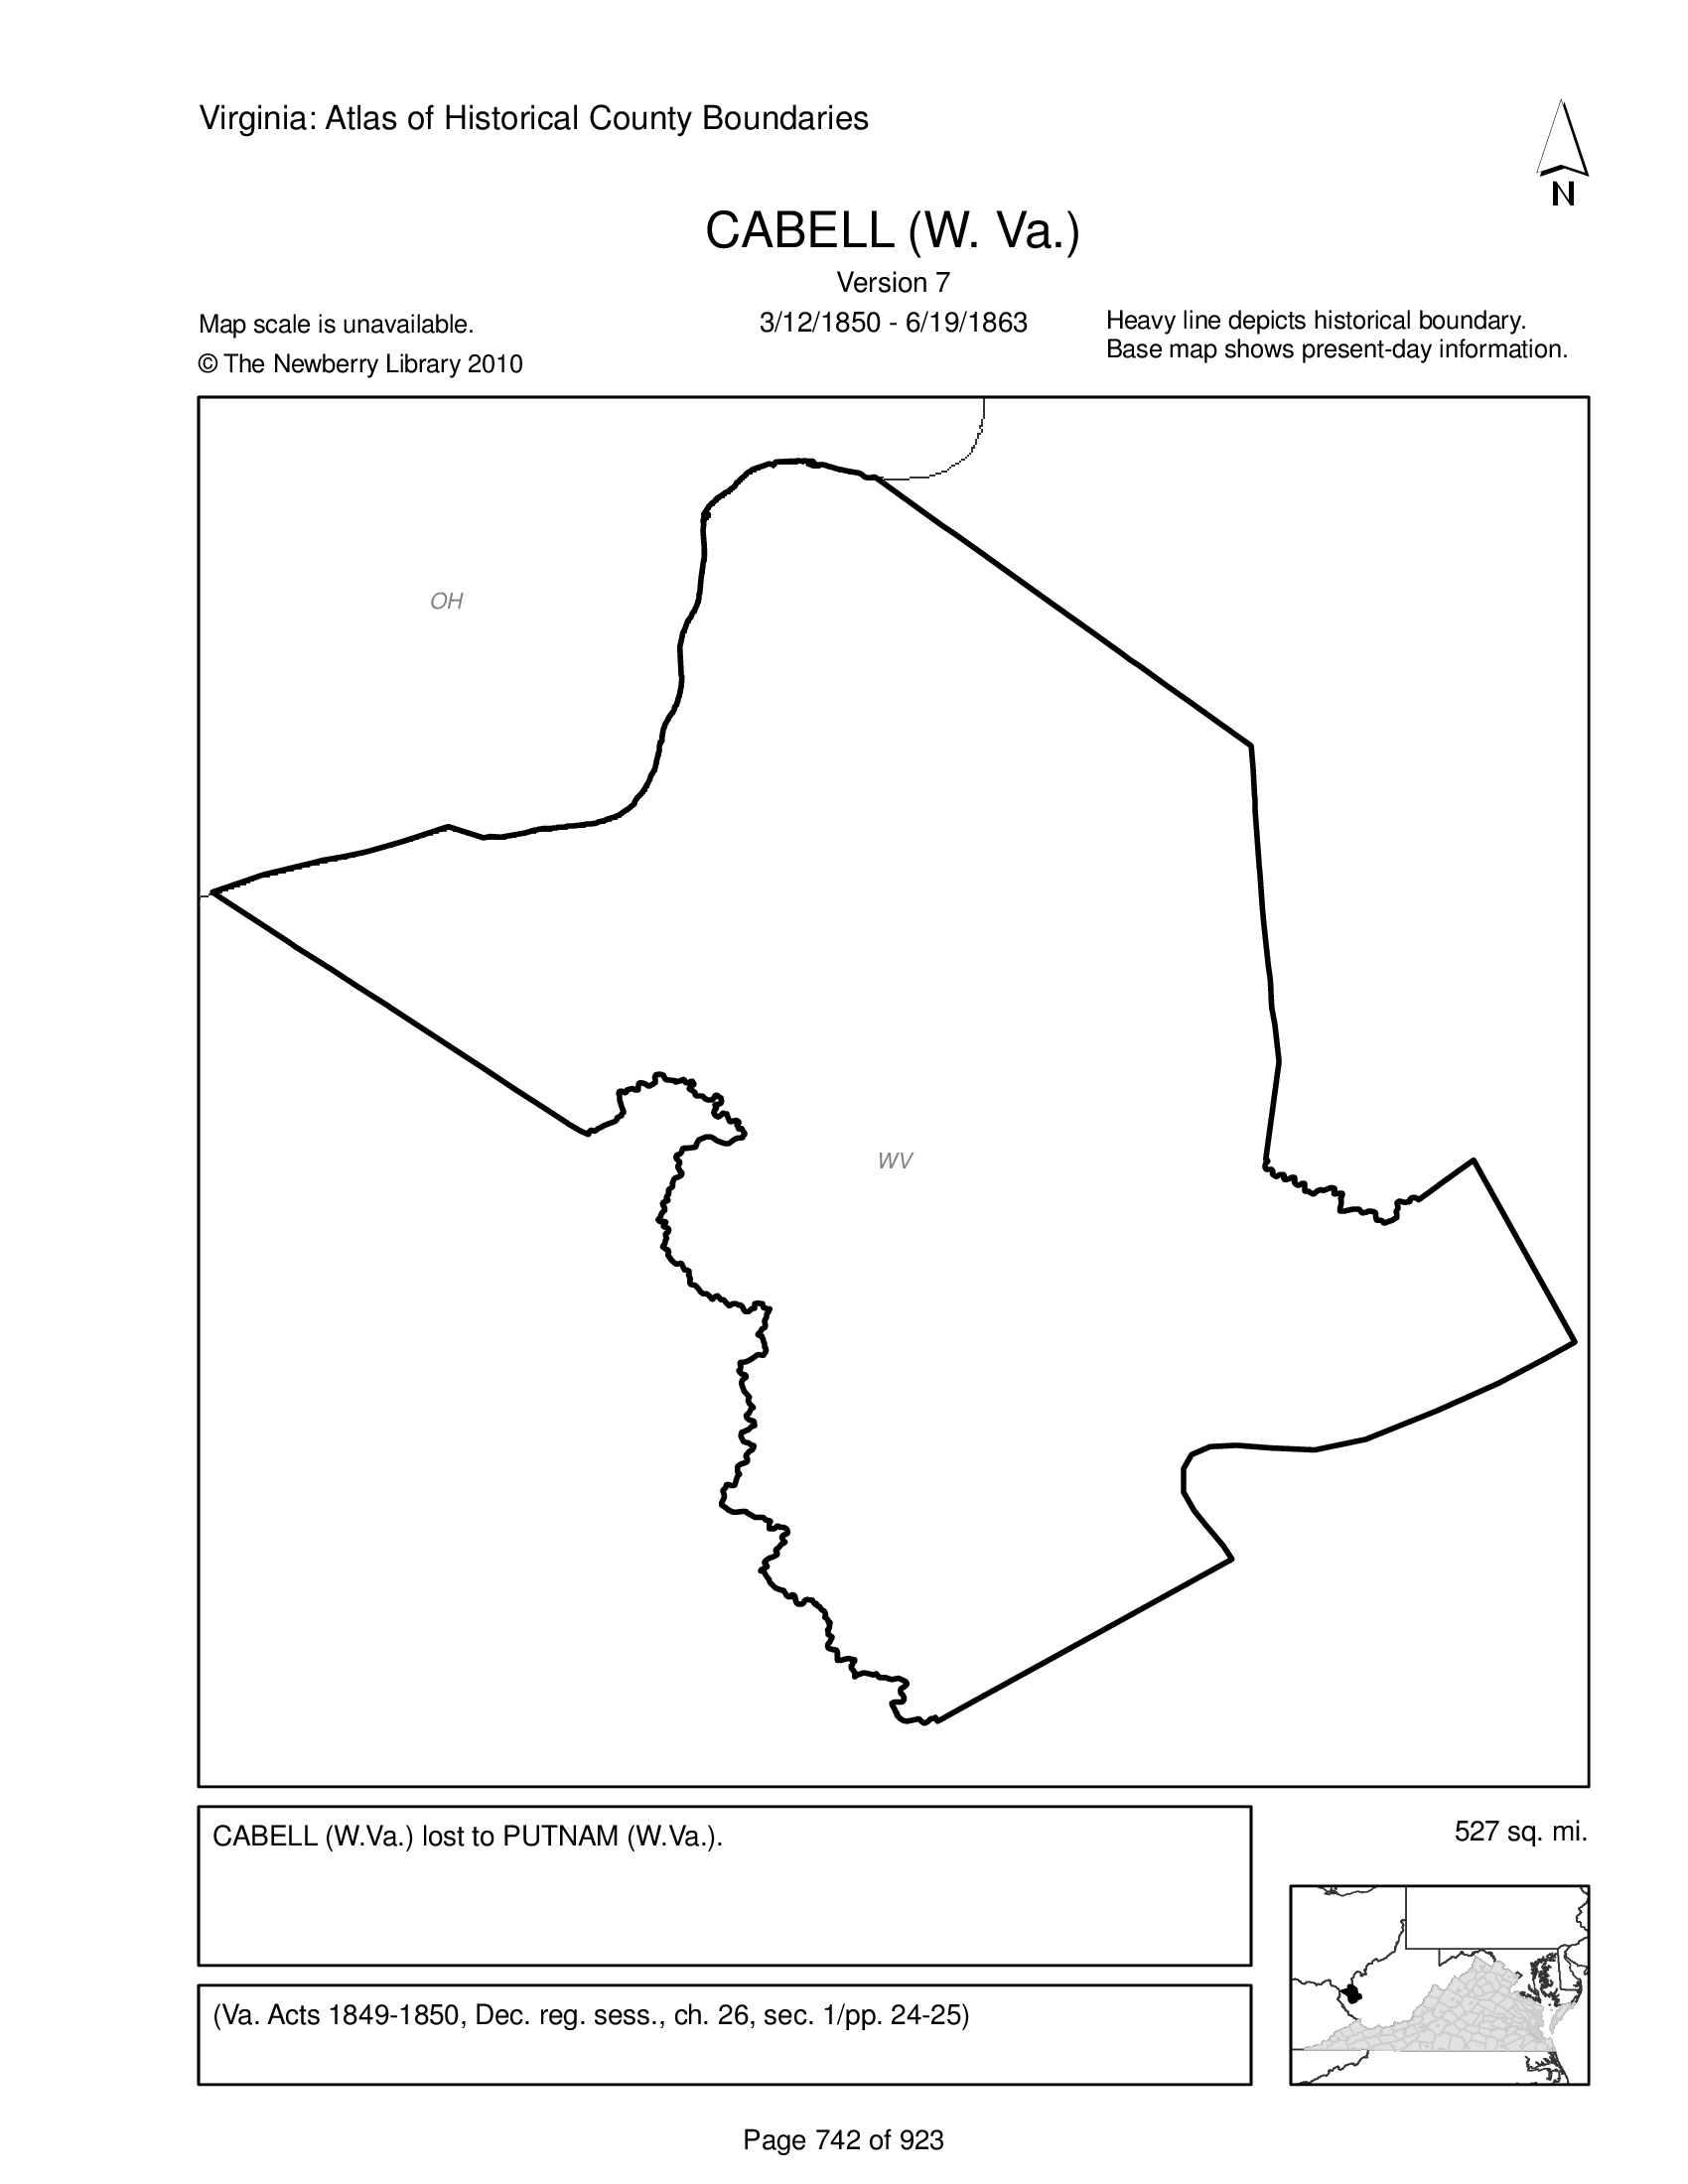 Virginia: Atlas of Historical County Boundaries
N
CABELL (W. Va.)
Version 7
3/12/1850 - 6/19/1863
Map scale is unavailable.
© The Newberry Library 2010
Heavy line depicts historical boundary.
Base map shows present-day information.
OH
WV
CABELL (W.Va.) lost to PUTNAM (W.Va.).
527 sq. mi.
(Va. Acts 1849-1850, Dec. reg. sess., ch. 26, sec. 1/pp. 24-25)
Page 742 of 923